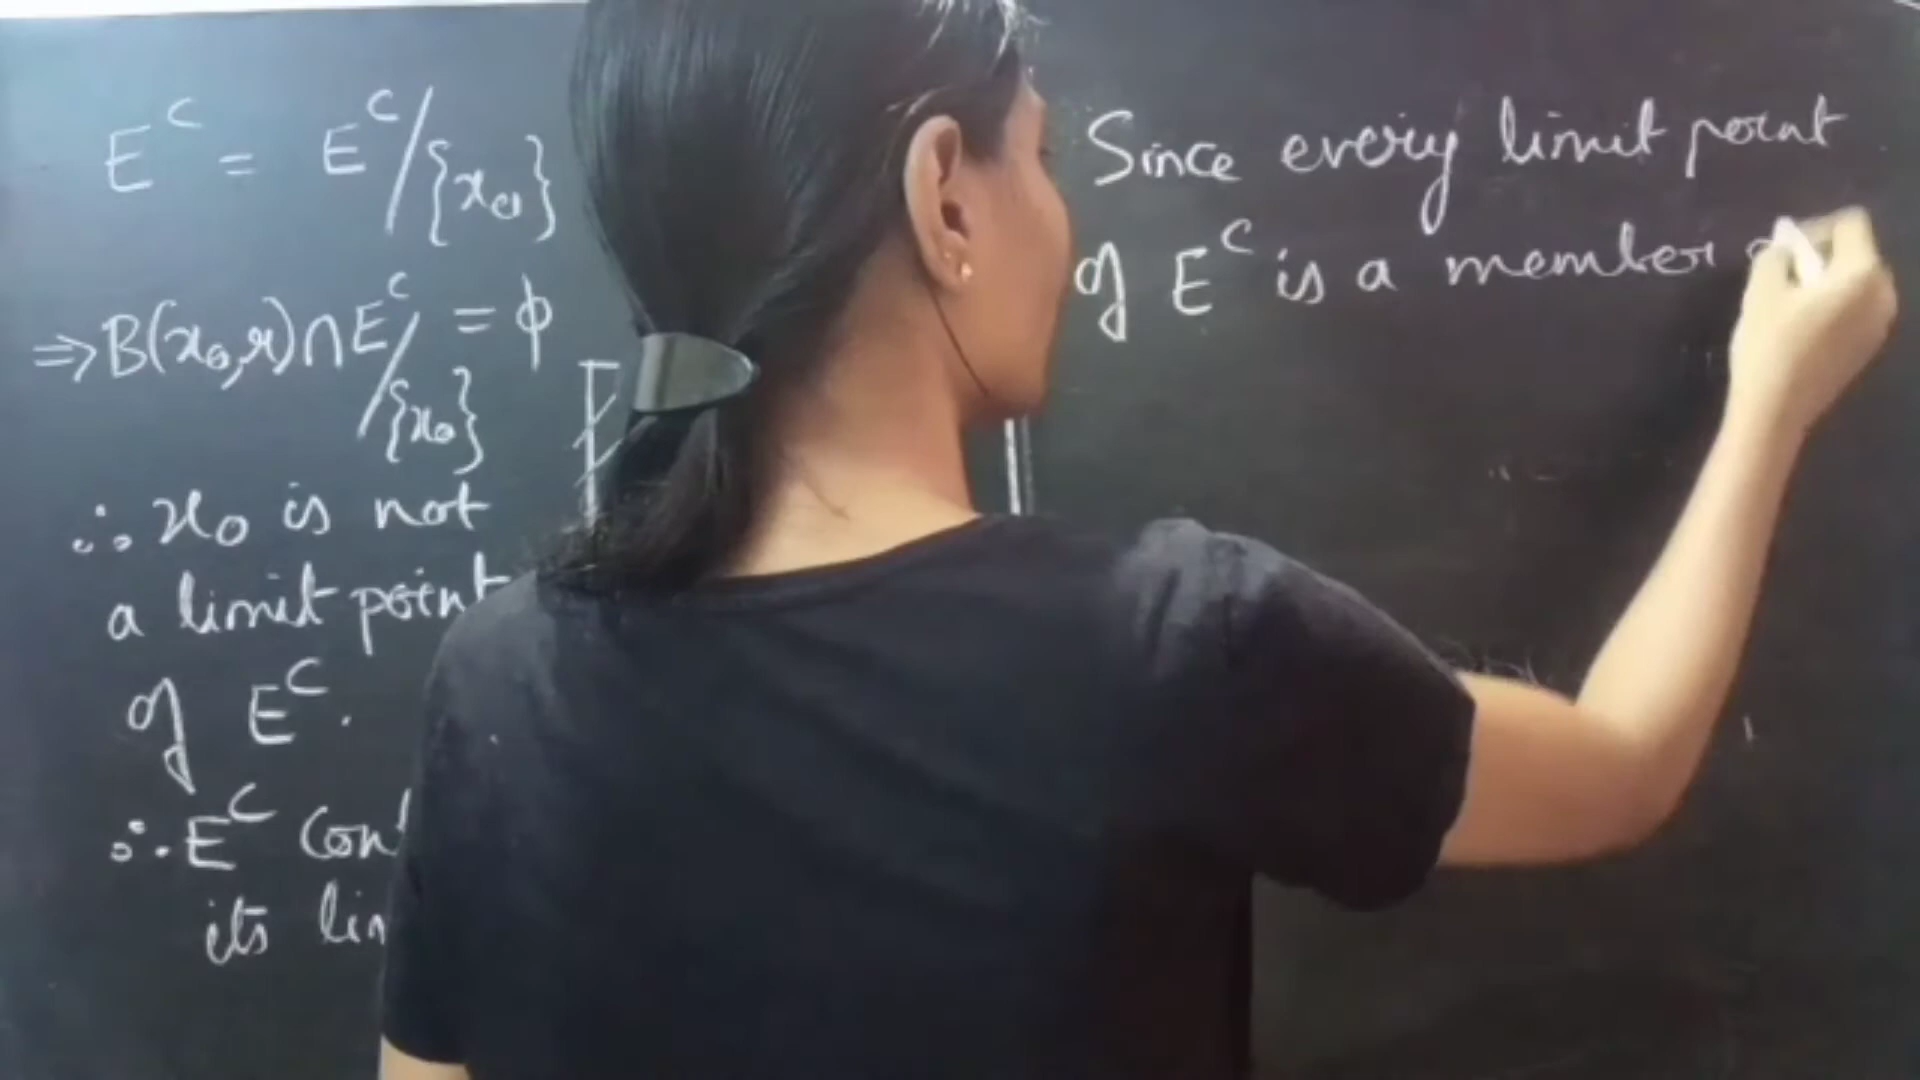 E^C = E^C/{x₀}
⇒ B(x₀,r) ∩ E^C/{x₀} = ϕ
∴ x₀ is not
a limit point
of E^C.
∴ E^C
its
Since every limit point
of E^C is a member